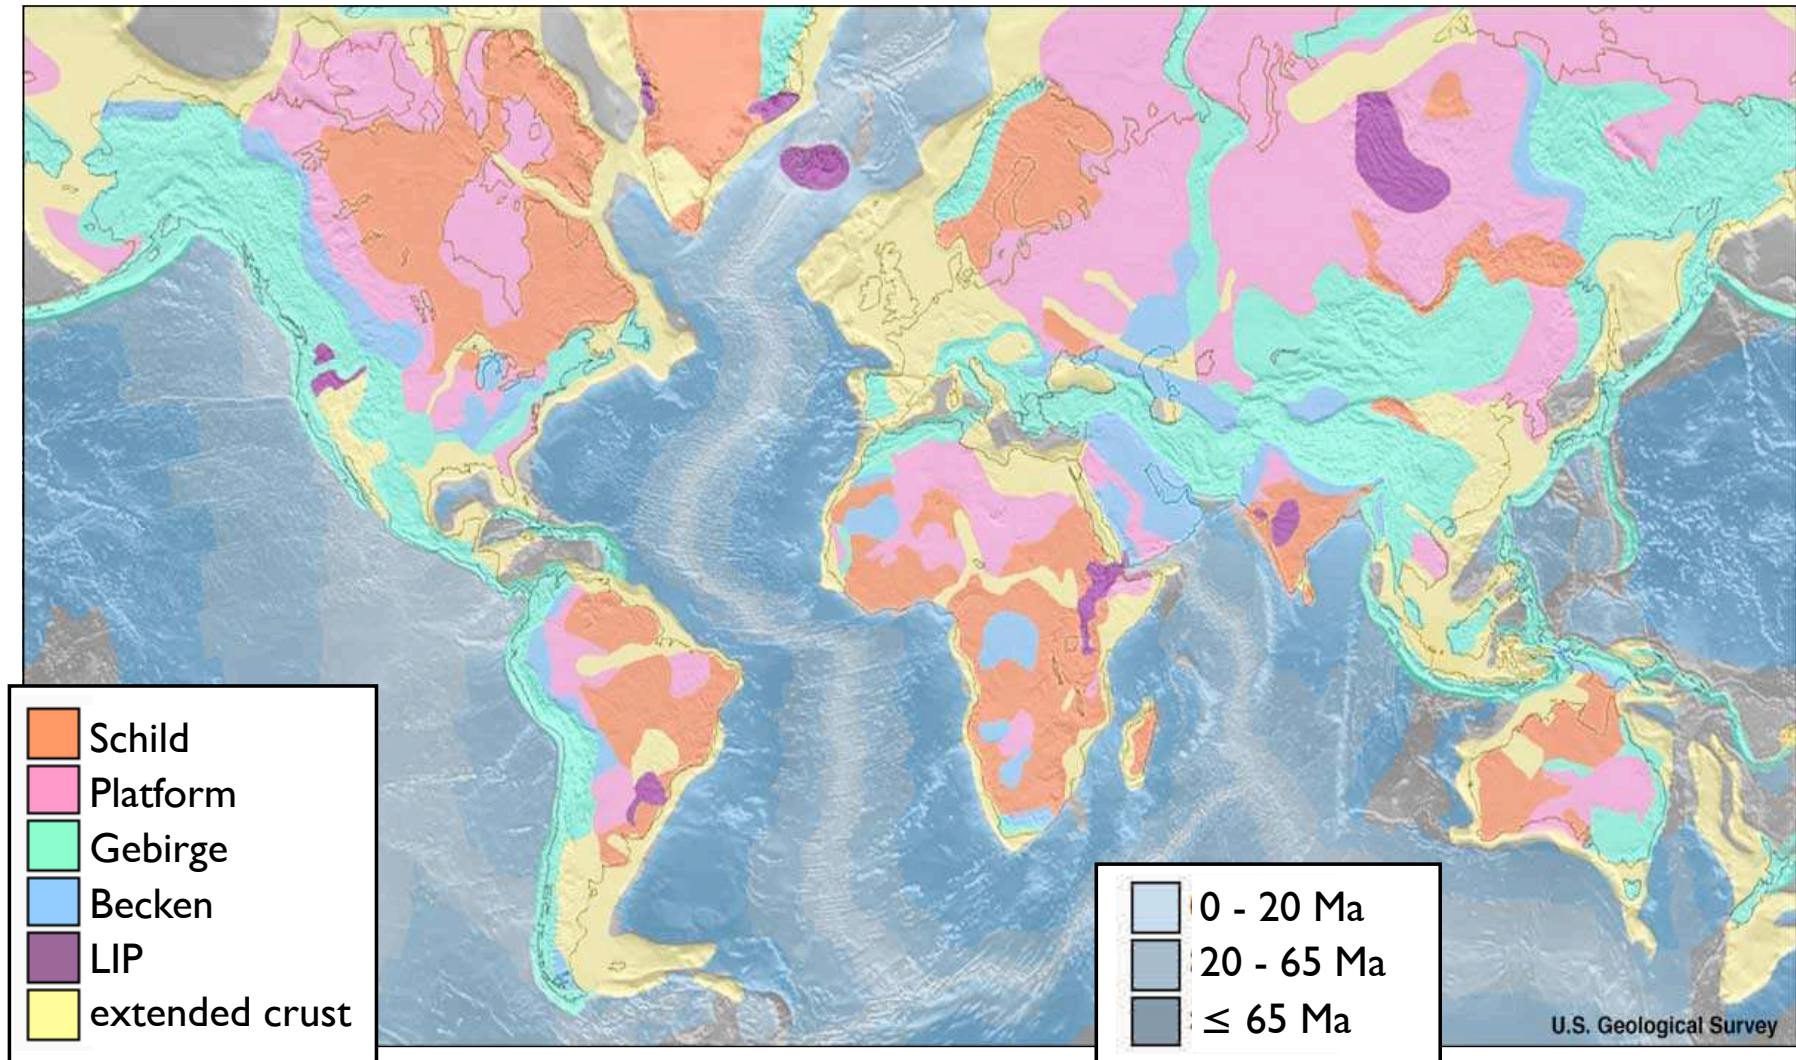 Schild
Platform
Gebirge
Becken
LIP
extended crust
0 - 20 Ma
20 - 65 Ma
≤ 65 Ma
U.S. Geological Survey